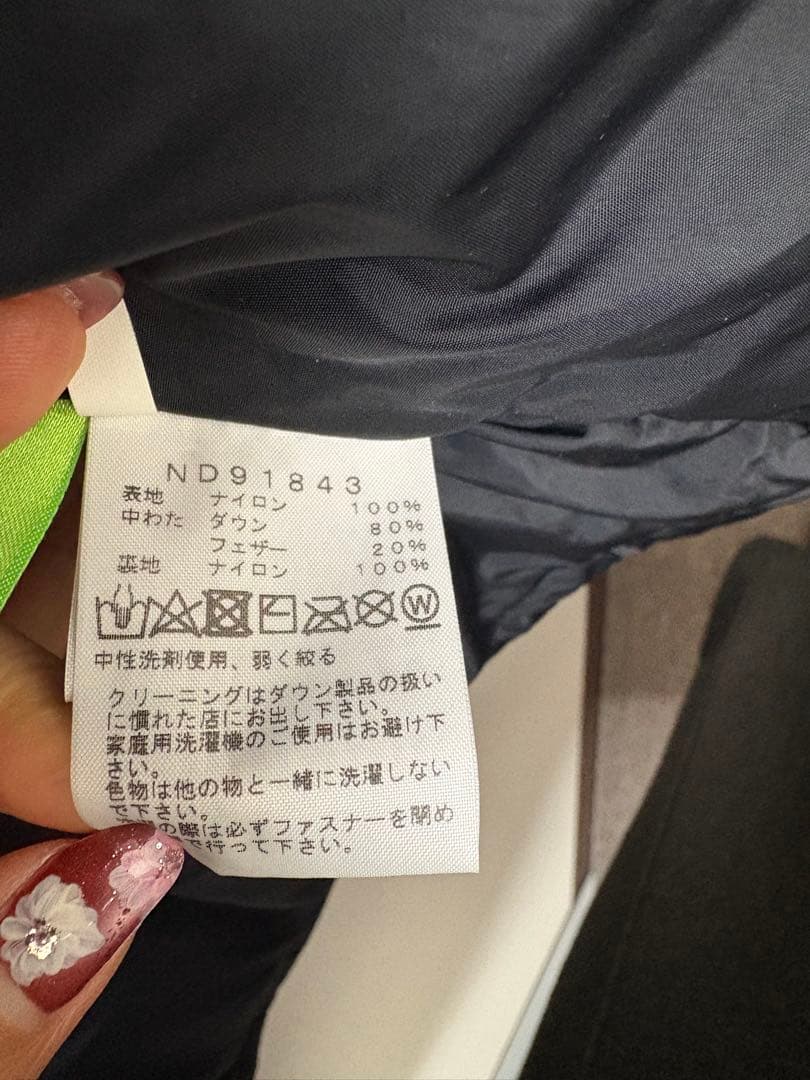 ND91843
表地 ナイロン 100%
中わた ダウン 80%
フェザー 20%
裏地 ナイロン 100%
W
中性洗剤使用、弱く絞る
クリーニングはダウン製品の扱い
に慣れた店にお出し下さい。
家庭用洗濯機のご使用はお避け下
さい。
色物は他の物と一緒に洗濯しない
で下さい。
の際は必ずファスナーを閉め
て行って下さい。